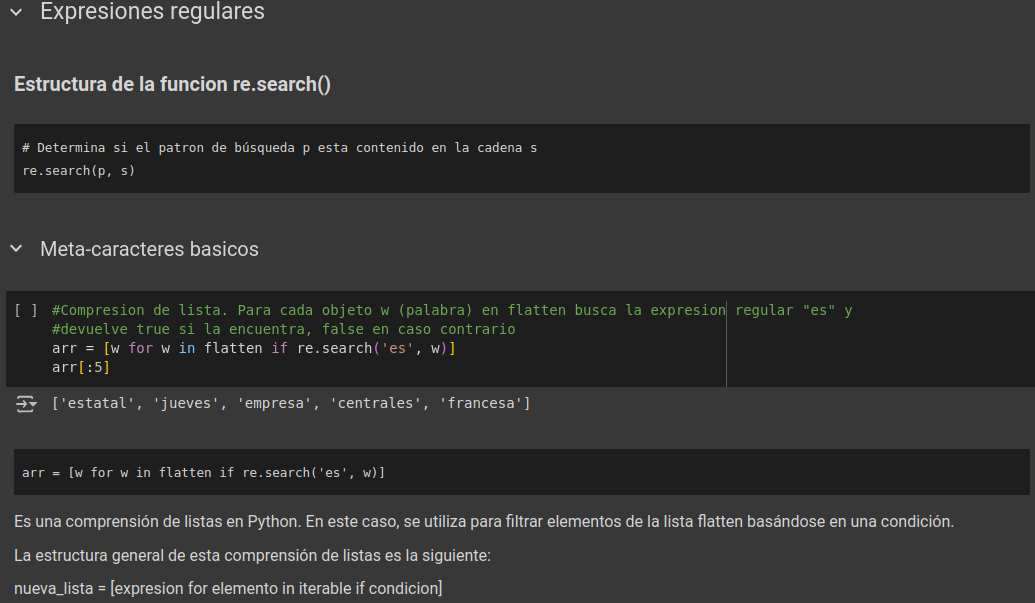 Expresiones regulares
Estructura de la funcion re.search()
# Determina si el patron de búsqueda p esta contenido en la cadena s
re.search(p, s)
Meta-caracteres basicos
[ ] #Compresion de lista. Para cada objeto w (palabra) en flatten busca la expresion regular "es" y
#devuelve true si la encuentra, false en caso contrario
arr = [w for w in flatten if re.search('es', w)]
arr[:5]
['estatal', 'jueves', 'empresa', 'centrales', 'francesa']
arr = [w for w in flatten if re.search('es', w)]
Es una comprensión de listas en Python. En este caso, se utiliza para filtrar elementos de la lista flatten basándose en una condición.
La estructura general de esta comprensión de listas es la siguiente:
nueva_lista = [expresion for elemento in iterable if condicion]